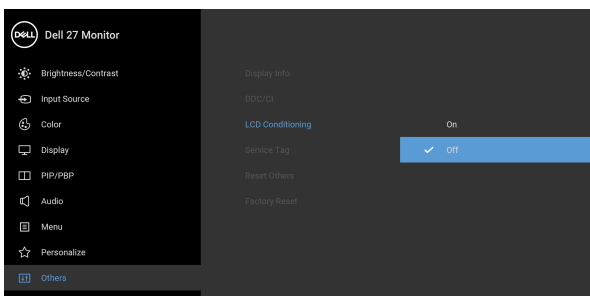 DELL Dell 27 Monitor
Brightness/Contrast Display Info
Input Source DDC/CI
Color LCD Conditioning On
Display Service Tag Off
PIP/PBP Reset Others
Audio Factory Reset
Menu
Personalize
Others